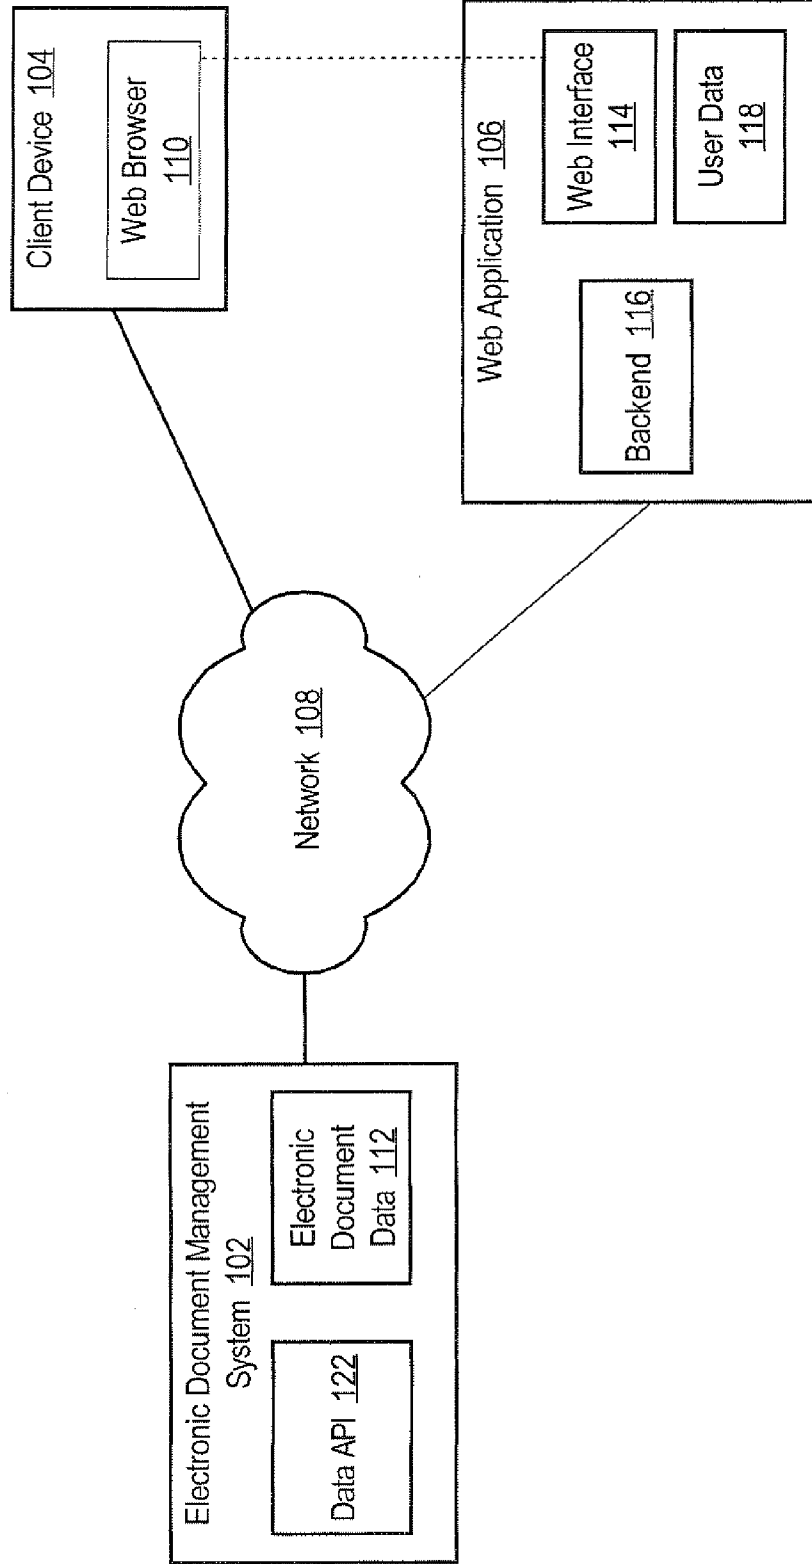 Electronic Document Management
System 102
Data API 122
Electronic
Document
Data 112
Network 108
Client Device 104
Web Browser
110
Web Application 106
Backend 116
Web Interface
114
User Data
118